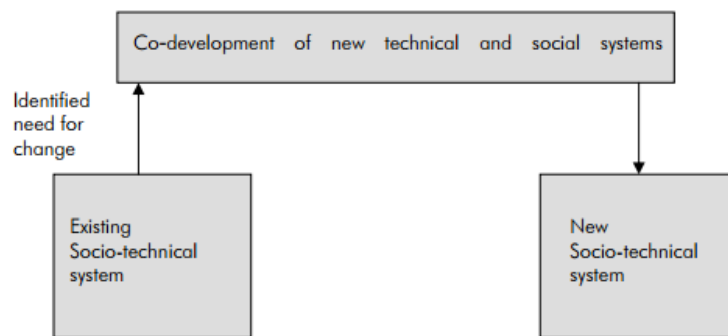 Co-development of new technical and social systems
Identified
need for
change
Existing
Socio-technical
system
New
Socio-technical
system